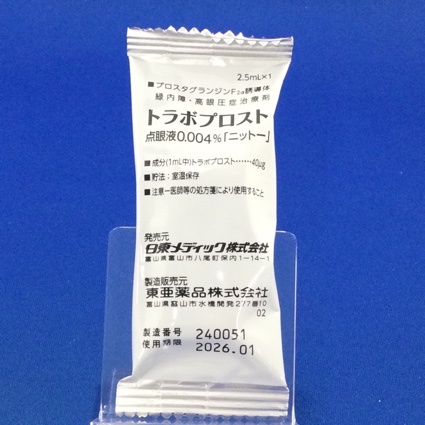 2.5mL×1
■プロスタグランジンF2α誘導体
緑内障・高眼圧症治療剤
トラボプロスト
点眼液0.004%「ニットー」
■成分(1mL中)トラボプロスト……40μg
■貯法：室温保存
■注意―医師等の処方箋により使用すること
発売元
日東メディック株式会社
富山県富山市八尾町保内1-14-1
製造販売元
東亜薬品株式会社
富山県富山市水橋開発277番10
02
製造番号 240051
使用期限 2026.01